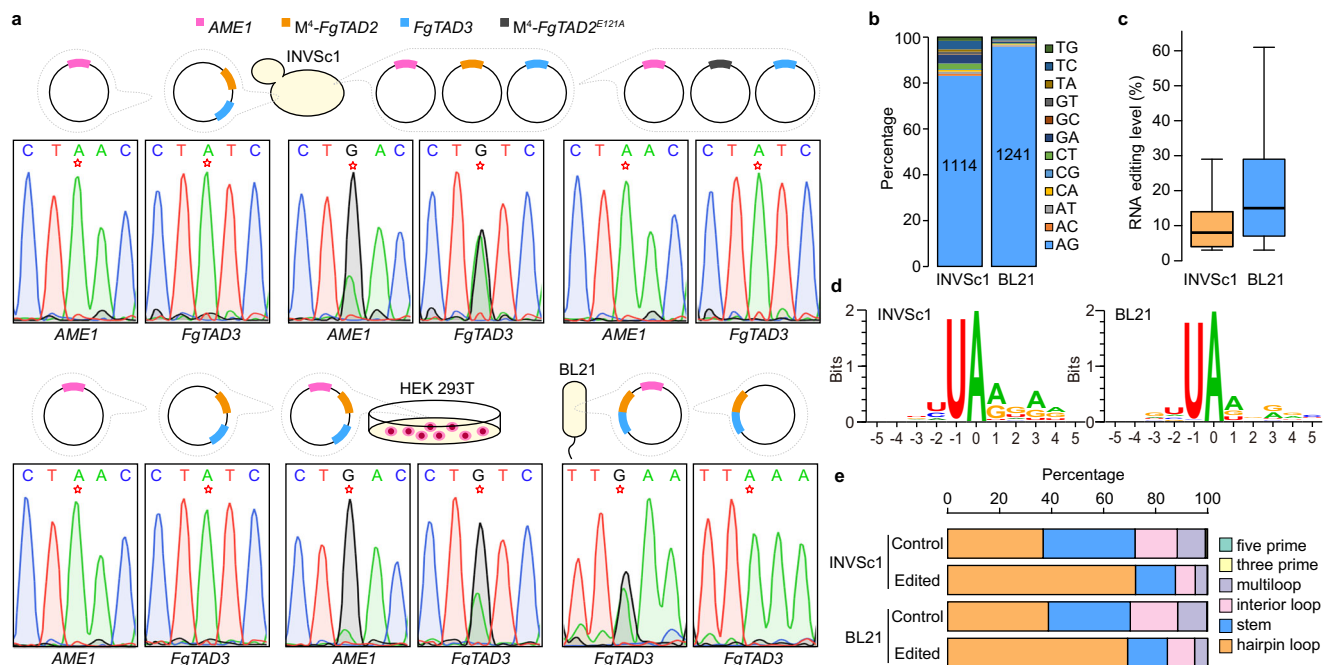 a
AME1 M⁴-FgTAD2 FgTAD3 M⁴-FgTAD2ᴱ¹²¹ᴬ
INVSc1
C T A A C
C T A T C
C T G A C
C T G T C
C T A A C
C T A T C
AME1 FgTAD3 AME1 FgTAD3 AME1 FgTAD3
HEK 293T
BL21
C T A A C
C T A T C
C T G A C
C T G T C
T T G A A
T T A A A
AME1 FgTAD3 AME1 FgTAD3 FgTAD3 FgTAD3
b
Percentage
100
80
60
40
20
0
1114
1241
INVSc1 BL21
TG
TC
TA
GT
GC
GA
CT
CG
CA
AT
AC
AG
c
RNA editing level (%)
60
50
40
30
20
10
0
INVSc1 BL21
d
INVSc1
Bits
2
1
0
-5 -4 -3 -2 -1 0 1 2 3 4 5
BL21
Bits
2
1
0
-5 -4 -3 -2 -1 0 1 2 3 4 5
e
Percentage
0 20 40 60 80 100
INVSc1
Control
Edited
BL21
Control
Edited
five prime
three prime
multiloop
interior loop
stem
hairpin loop